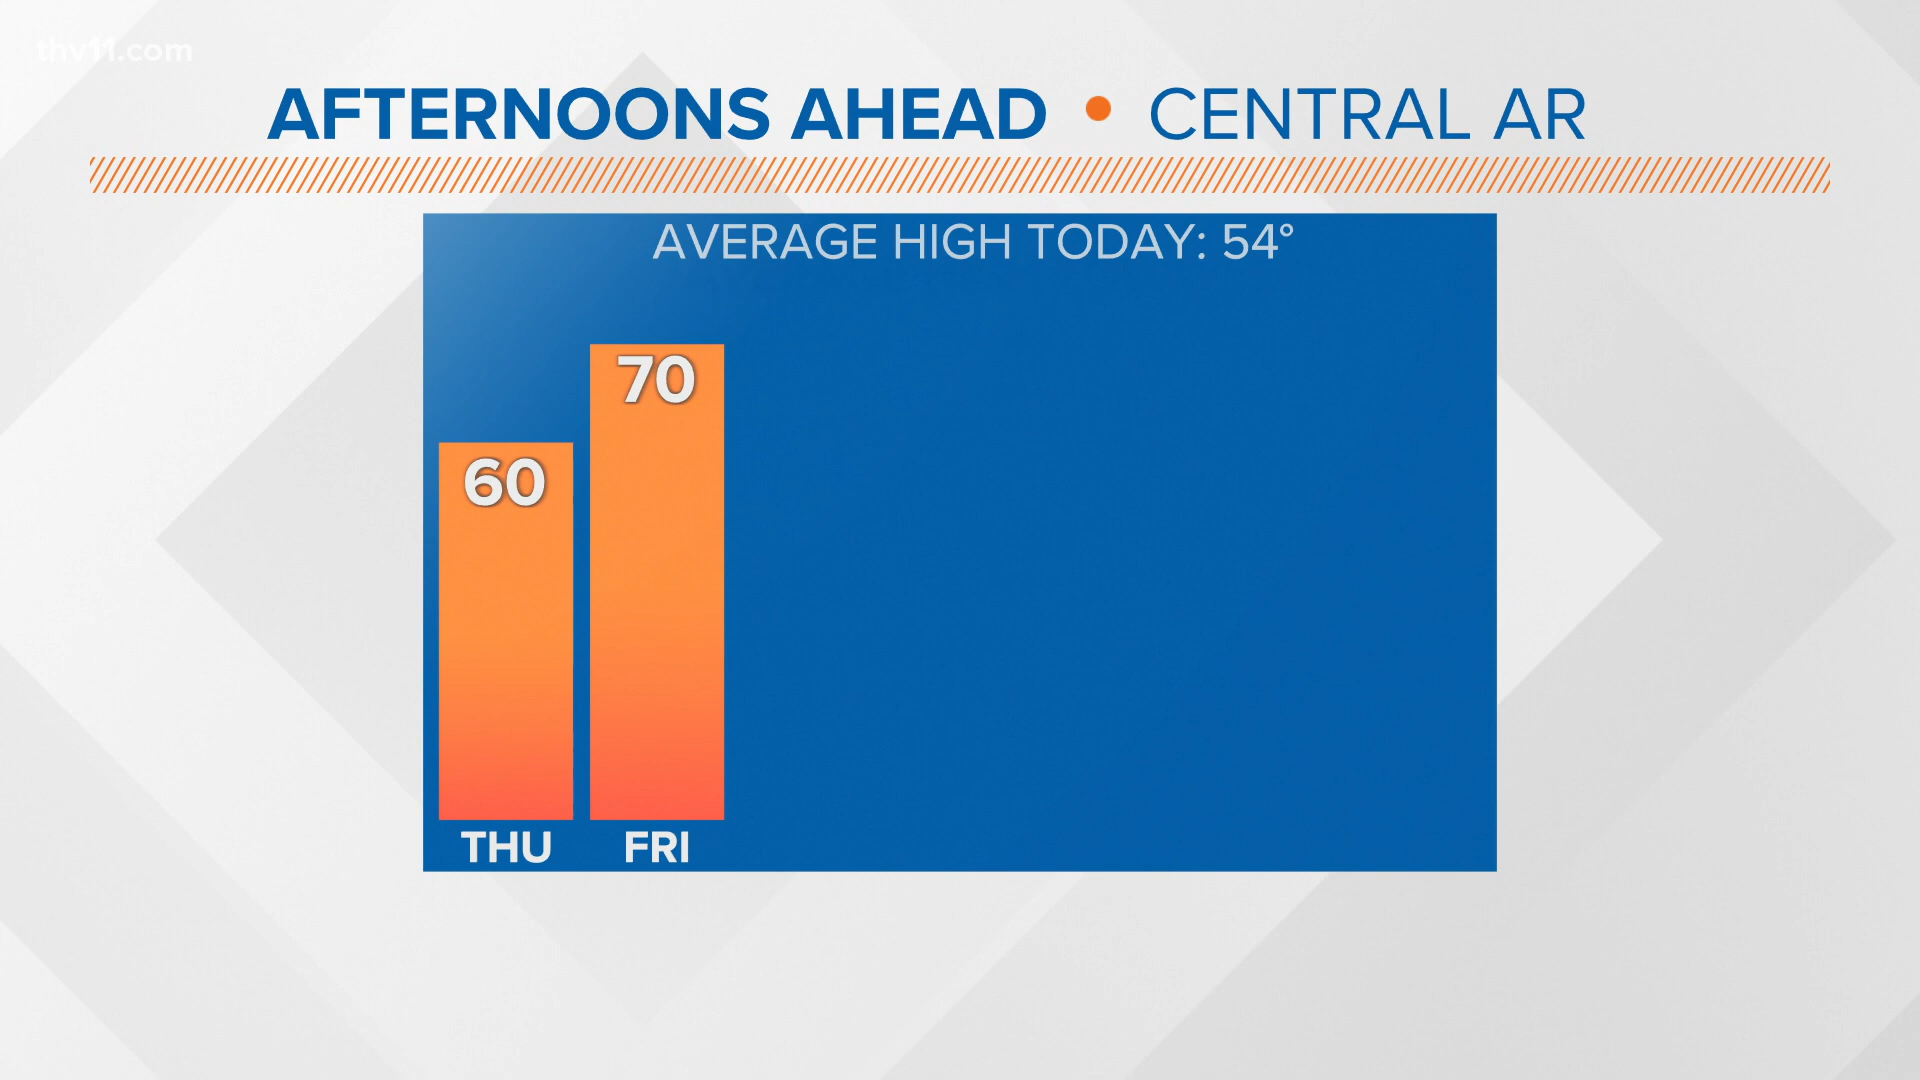 thv11.com
AFTERNOONS AHEAD • CENTRAL AR
AVERAGE HIGH TODAY: 54°
70
60
THU FRI